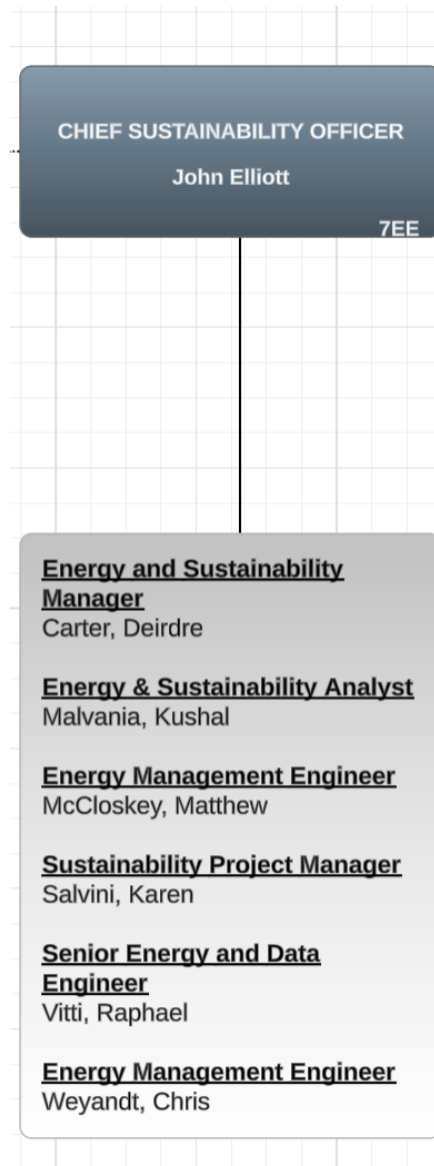 CHIEF SUSTAINABILITY OFFICER
John Elliott
7EE
Energy and Sustainability
Manager
Carter, Deirdre
Energy & Sustainability Analyst
Malvania, Kushal
Energy Management Engineer
McCloskey, Matthew
Sustainability Project Manager
Salvini, Karen
Senior Energy and Data
Engineer
Vitti, Raphael
Energy Management Engineer
Weyandt, Chris